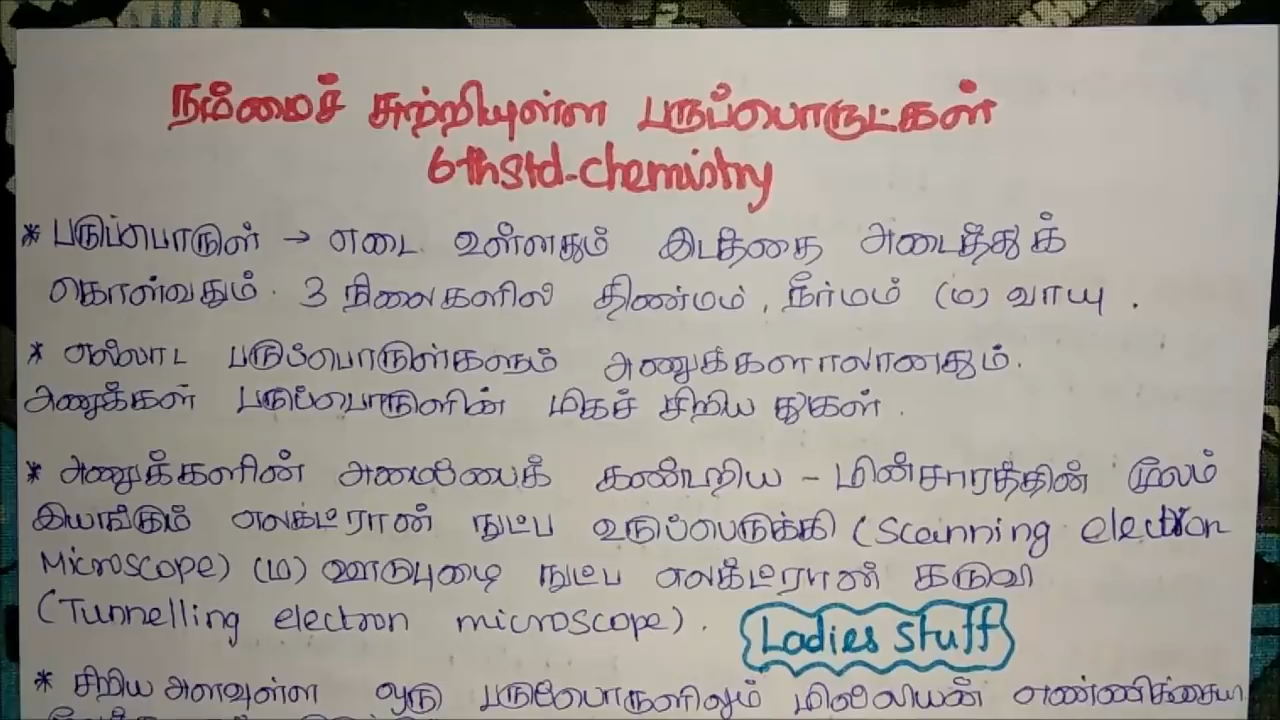 நம்மைச் சுற்றியுள்ள பருப்பொருட்கள்
6thstd-chemistry
* பருப்பொருள் → எடை உள்ளதும் இடத்தை அடைத்துக்
கொள்வதும். 3 நிலைகளில் திண்மம், நீர்மம் (ம) வாயு .
* எல்லாட பருப்பொருள்களும் அணுக்களாலானதும்.
அணுக்கள் பருப்பொருளின் மிகச் சிறிய துகள் .
* அணுக்களின் அமைப்பைக் கண்டறிய - மின்சாரத்தின் மூலம்
இயங்கும் எலக்ட்ரான் நுட்ப உருப்பெருக்கி (Scanning electron
Microscope) (ம) ஊடுபுழை நுட்ப எலக்ட்ரான் கருவி
(Tunnelling electron microscope).
Ladies Stuff
* சிறிய அளவுள்ள ஒரு பருப்பொருளிலும் மில்லியன் எண்ணிக்கையி